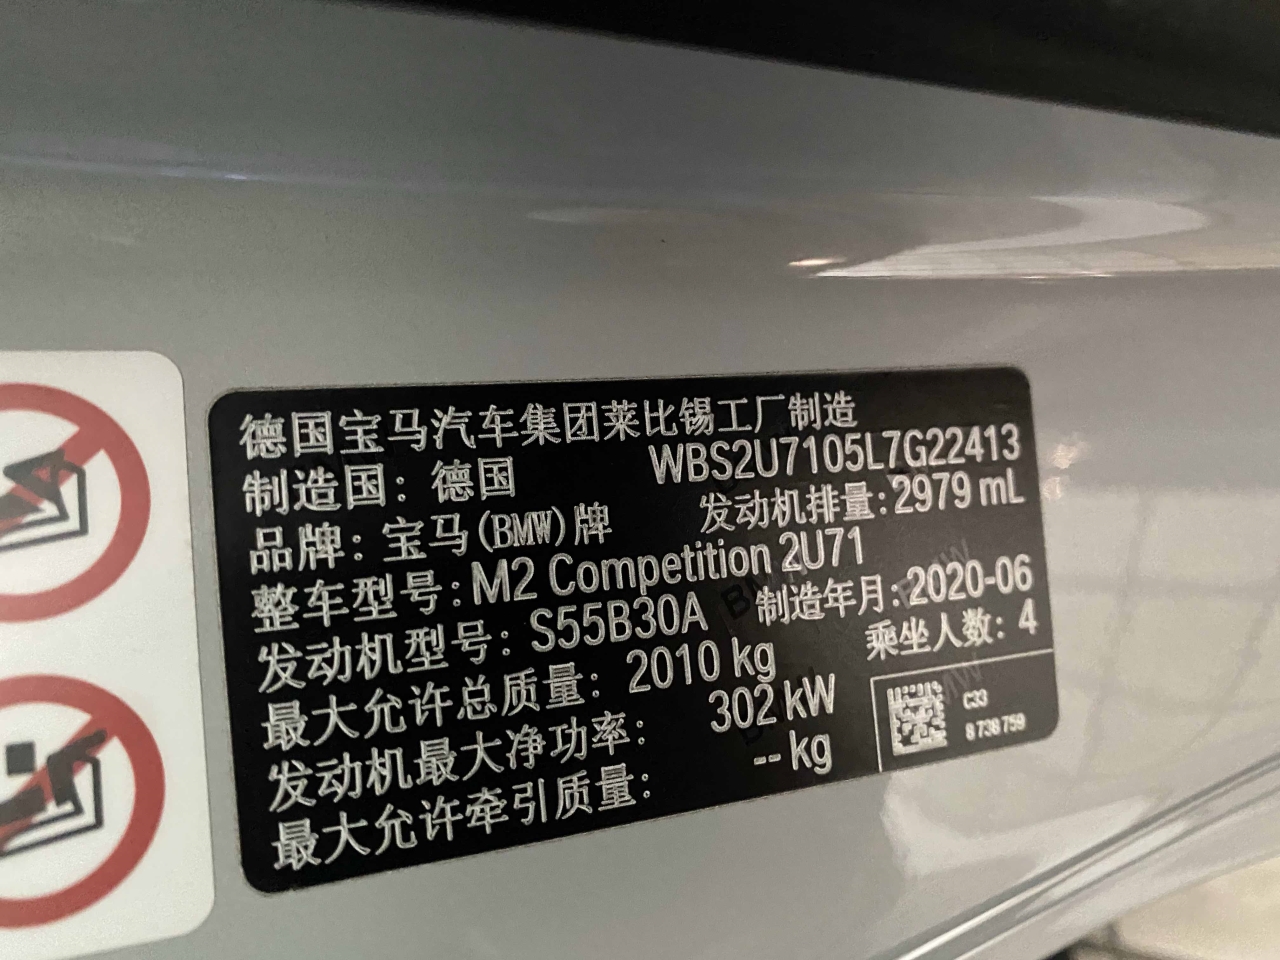 德国宝马汽车集团莱比锡工厂制造
制造国：德国 WBS2U7105L7G22413
品牌：宝马(BMW)牌 发动机排量：2979 mL
整车型号：M2 Competition 2U71
发动机型号：S55B30A 制造年月：2020-06
最大允许总质量：2010 kg 乘坐人数：4
发动机最大净功率：302 kW
最大允许牵引质量：-- kg
C33
8 738 759